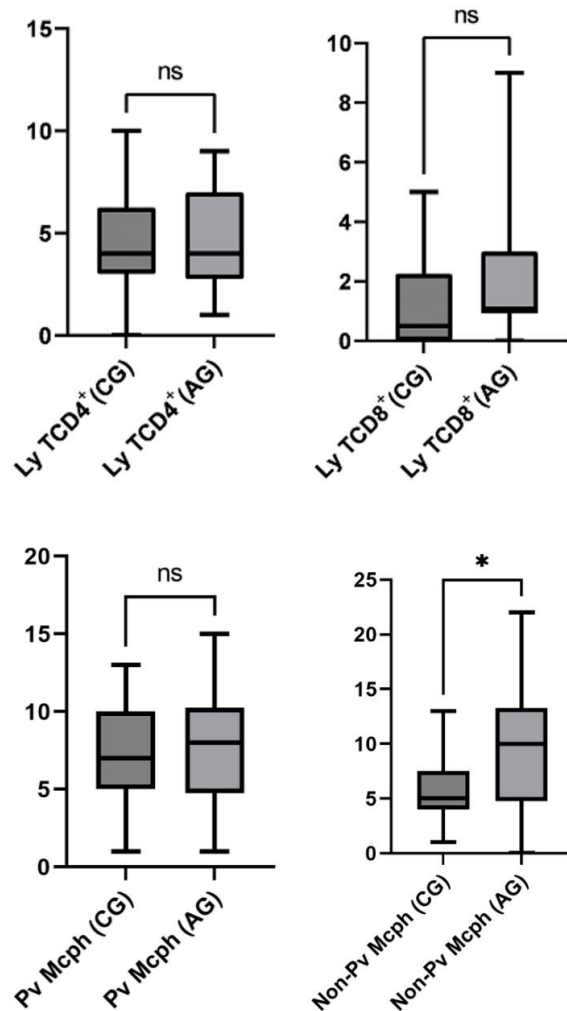 ns
15
10
5
0
Ly TCD4⁺(CG)
Ly TCD4⁺(AG)
ns
10
8
6
4
2
0
Ly TCD8⁺(CG)
Ly TCD8⁺(AG)
ns
20
15
10
5
0
Pv Mcph (CG)
Pv Mcph (AG)
*
25
20
15
10
5
0
Non-Pv Mcph (CG)
Non-Pv Mcph (AG)